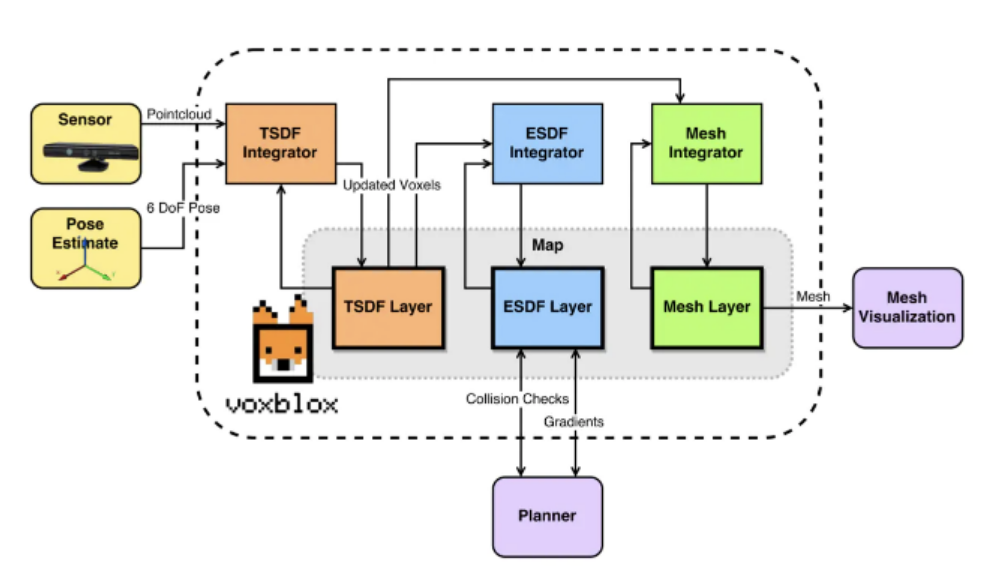 Sensor
Pointcloud
TSDF
Integrator
ESDF
Integrator
Mesh
Integrator
Updated Voxels
6 DoF Pose
Pose
Estimate
Map
TSDF Layer
ESDF Layer
Mesh Layer
Mesh
Mesh
Visualization
voxblox
Collision Checks
Gradients
Planner